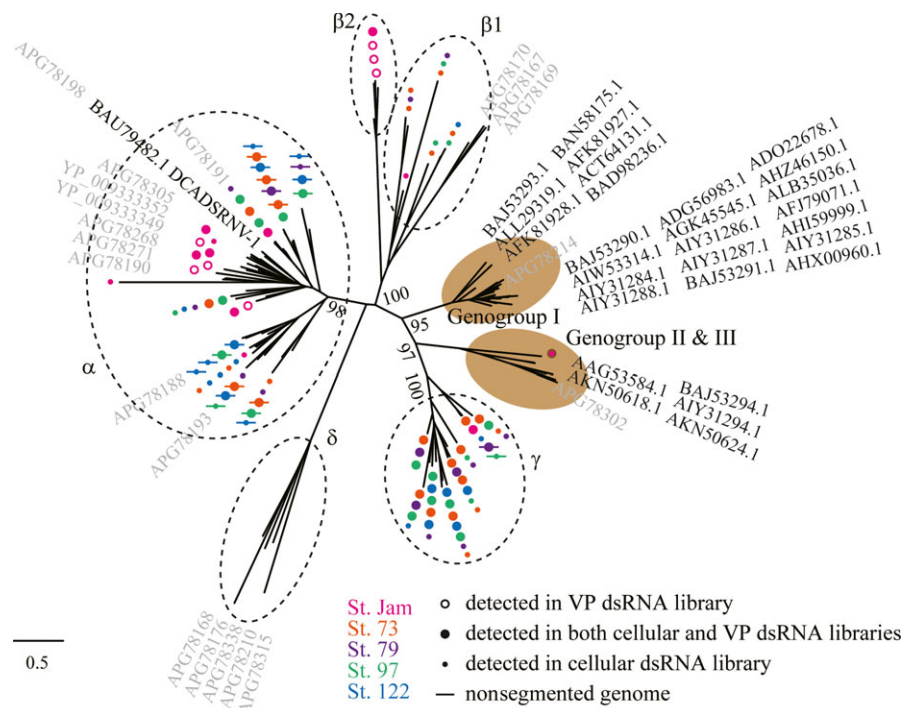 β2
β1
APG78198
BAU79482.1 DCADSRNV-1
APG78191
APG78170
APG78167
APG78169
APG78305
YP_009333352
YP_009333349
APG78268
APG78271
APG78190
BAJ53293.1 BAN58175.1
ALL29319.1 AFK81927.1
AFK81928.1 ACT64131.1
BAD98236.1
APG78214
BAJ53290.1 ADG56983.1 ADO22678.1
AIW53314.1 AGK45545.1 AHZ46150.1
AIY31284.1 AIY31286.1 ALB35036.1
AIY31288.1 AIY31287.1 AFJ79071.1
BAJ53291.1 AHI59999.1
AHX00960.1 AIY31285.1
100
95
98
97
100
Genogroup I
Genogroup II & III
AAG53584.1 BAJ53294.1
AKN50618.1 AIY31294.1
APG78302 AKN50624.1
α
APG78188
APG78193
δ
γ
APG78168
APG78176
APG78338
APG78210
APG78315
0.5
St. Jam
St. 73
St. 79
St. 97
St. 122
detected in VP dsRNA library
detected in both cellular and VP dsRNA libraries
detected in cellular dsRNA library
nonsegmented genome